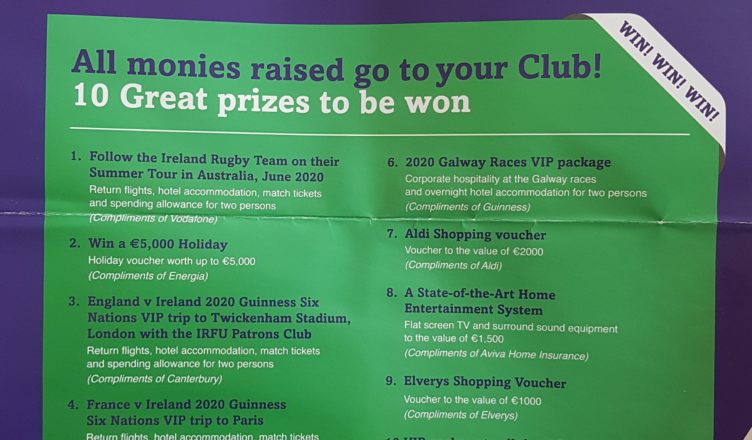 WIN! WIN! WIN!
All monies raised go to your Club!
10 Great prizes to be won
1. Follow the Ireland Rugby Team on their
Summer Tour in Australia, June 2020
Return flights, hotel accommodation, match tickets
and spending allowance for two persons
(Compliments of Vodafone)
2. Win a €5,000 Holiday
Holiday voucher worth up to €5,000
(Compliments of Energia)
3. England v Ireland 2020 Guinness Six
Nations VIP trip to Twickenham Stadium,
London with the IRFU Patrons Club
Return flights, hotel accommodation, match tickets
and spending allowance for two persons
(Compliments of Canterbury)
4. France v Ireland 2020 Guinness
Six Nations VIP trip to Paris
Return flights, hotel accommodation, match tickets
6. 2020 Galway Races VIP package
Corporate hospitality at the Galway races
and overnight hotel accommodation for two persons
(Compliments of Guinness)
7. Aldi Shopping voucher
Voucher to the value of €2000
(Compliments of Aldi)
8. A State-of-the-Art Home
Entertainment System
Flat screen TV and surround sound equipment
to the value of €1,500
(Compliments of Aviva Home Insurance)
9. Elverys Shopping Voucher
Voucher to the value of €1000
(Compliments of Elverys)